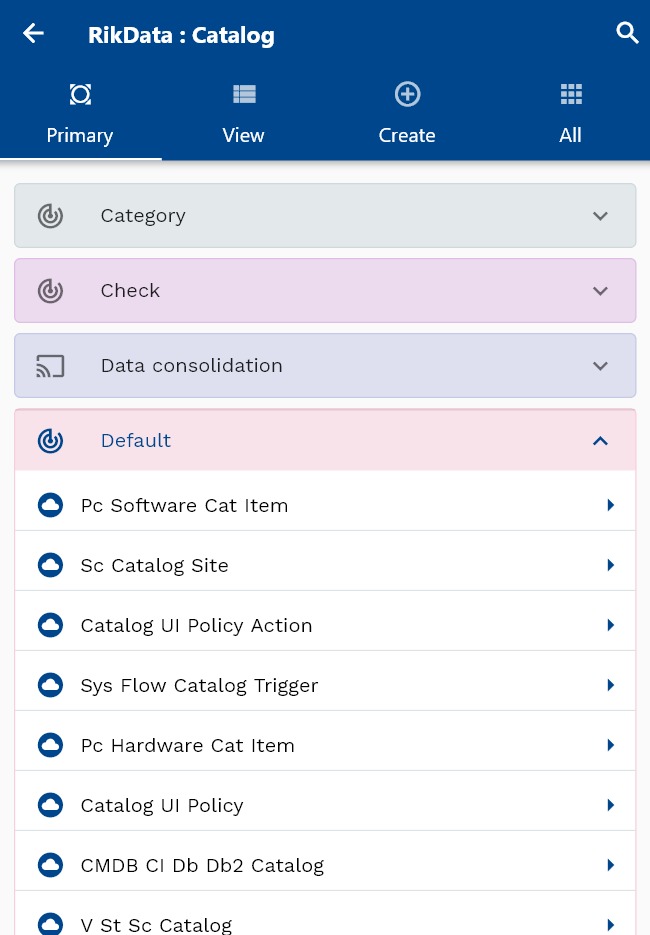 RikData : Catalog
Primary
View
Create
All
Category
Check
Data consolidation
Default
Pc Software Cat Item
Sc Catalog Site
Catalog UI Policy Action
Sys Flow Catalog Trigger
Pc Hardware Cat Item
Catalog UI Policy
CMDB CI Db Db2 Catalog
V St Sc Catalog